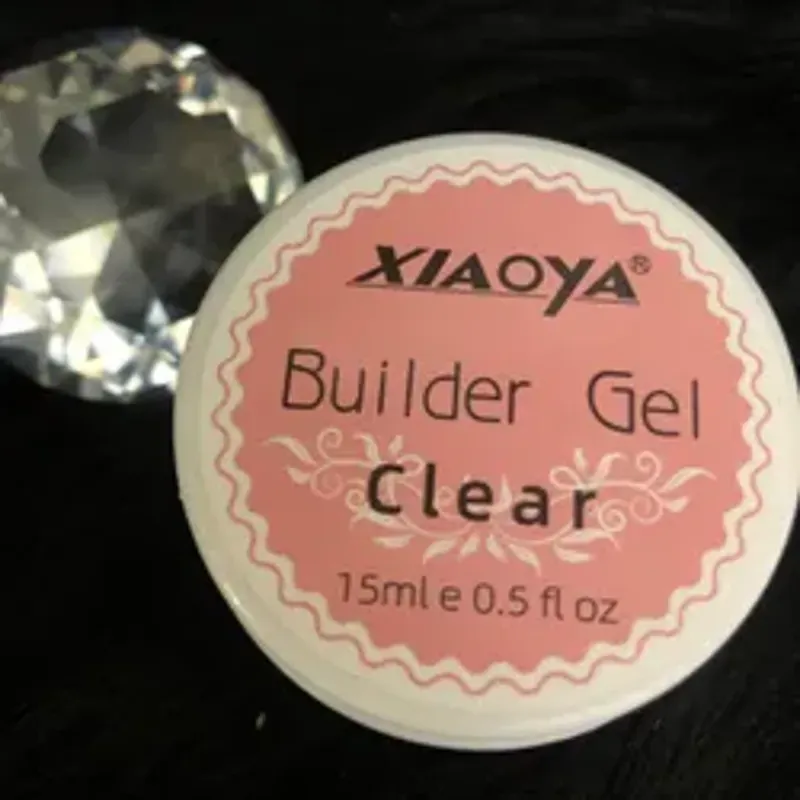 XIAOYA®
Builder Gel
Clear
15ml e 0.5 fl oz